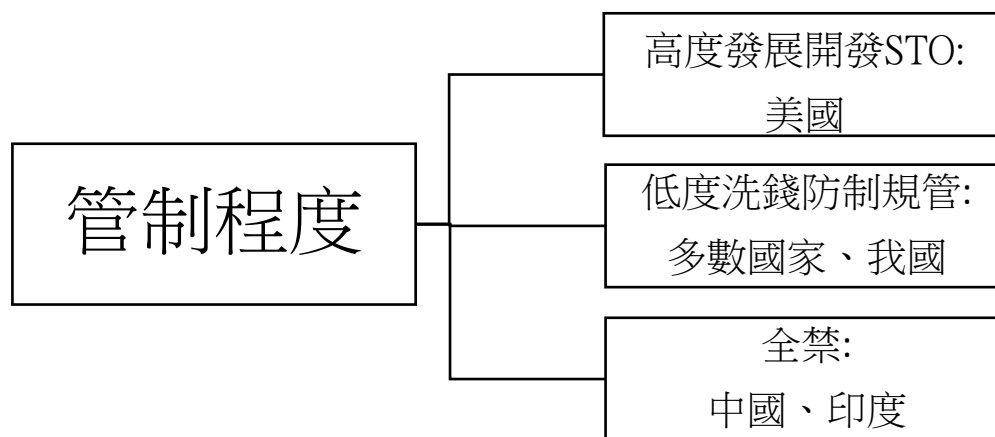 管制程度
高度發展開發STO:
美國
低度洗錢防制規管:
多數國家、我國
全禁:
中國、印度